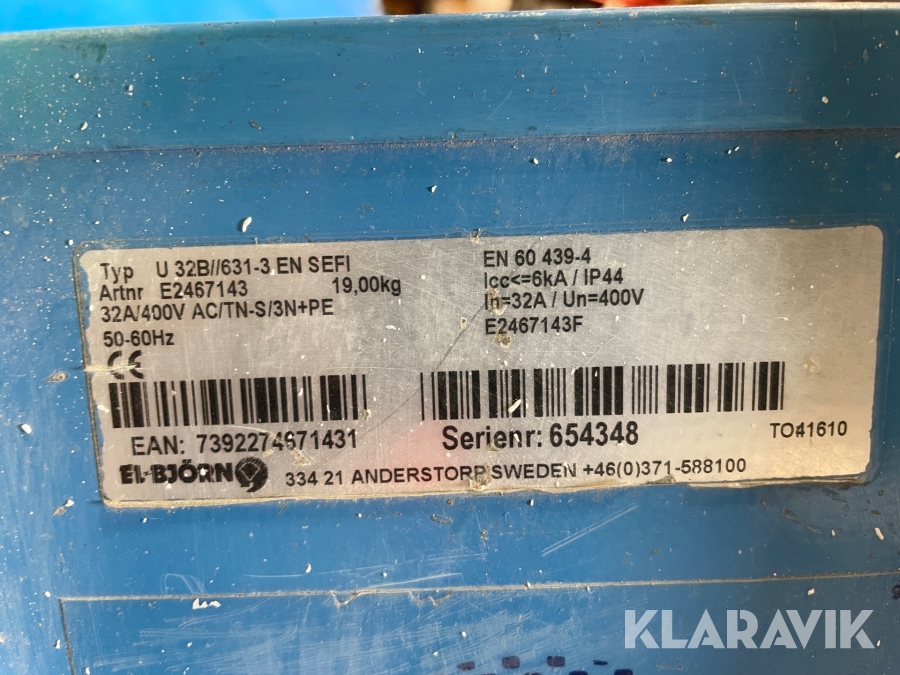 Typ U 32B//631-3 EN SEFI
Artnr E2467143 19,00kg
32A/400V AC/TN-S/3N+PE
50-60Hz
CE
EN 60 439-4
Icc<=6kA / IP44
In=32A / Un=400V
E2467143F
EAN: 7392274671431
Serienr: 654348
TO41610
EL-BJÖRN
334 21 ANDERSTORP SWEDEN +46(0)371-588100
KLARAVIK